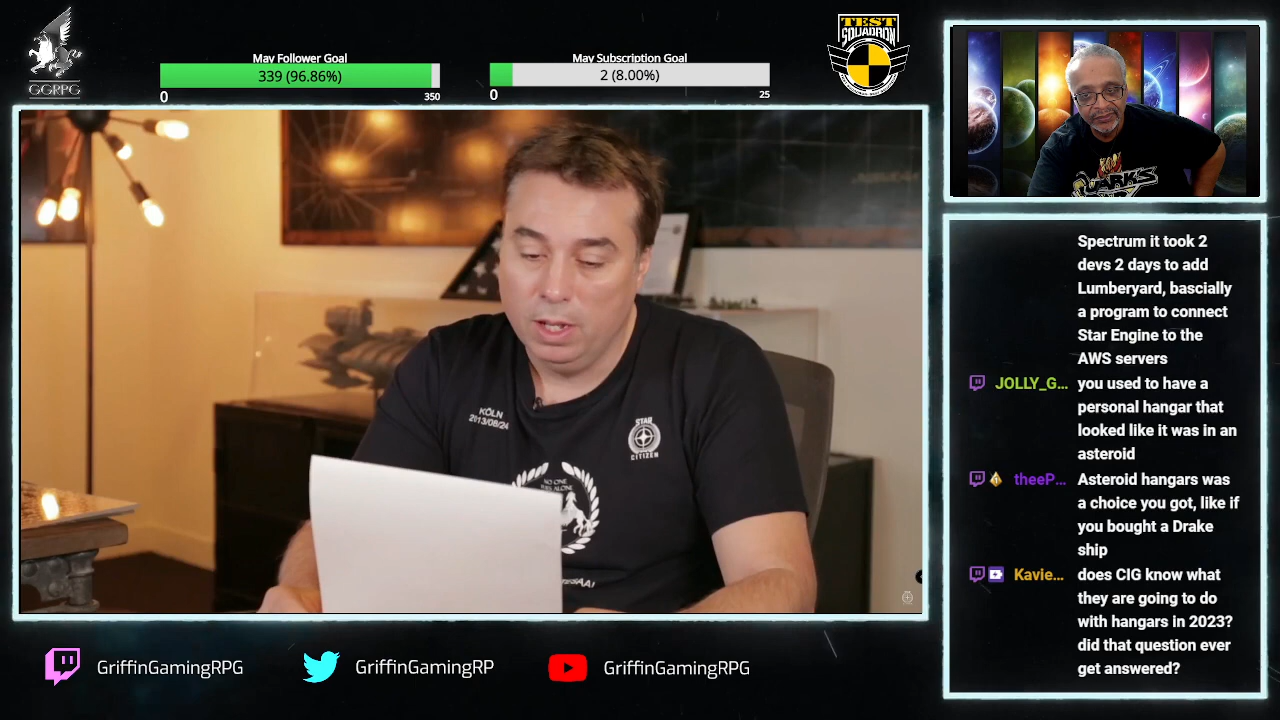 GGRPG
May Follower Goal
339 (96.86%)
0
350
May Subscription Goal
2 (8.00%)
0
25
TEST
SQUADRON
KÖLN
2013/08/24
STAR
CITIZEN
NO ONE
Spectrum it took 2
devs 2 days to add
Lumberyard, bascially
a program to connect
Star Engine to the
AWS servers
JOLLY_G... you used to have a
personal hangar that
looked like it was in an
asteroid
theeP... Asteroid hangars was
a choice you got, like if
you bought a Drake
ship
Kavie... does CIG know what
they are going to do
with hangars in 2023?
did that question ever
get answered?
GriffinGamingRPG
GriffinGamingRP
GriffinGamingRPG